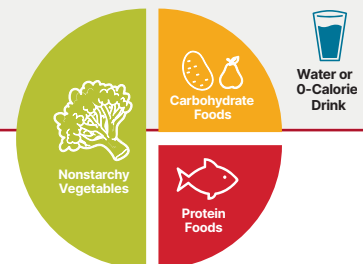 Water or
0-Calorie
Drink
Carbohydrate
Foods
Nonstarchy
Vegetables
Protein
Foods